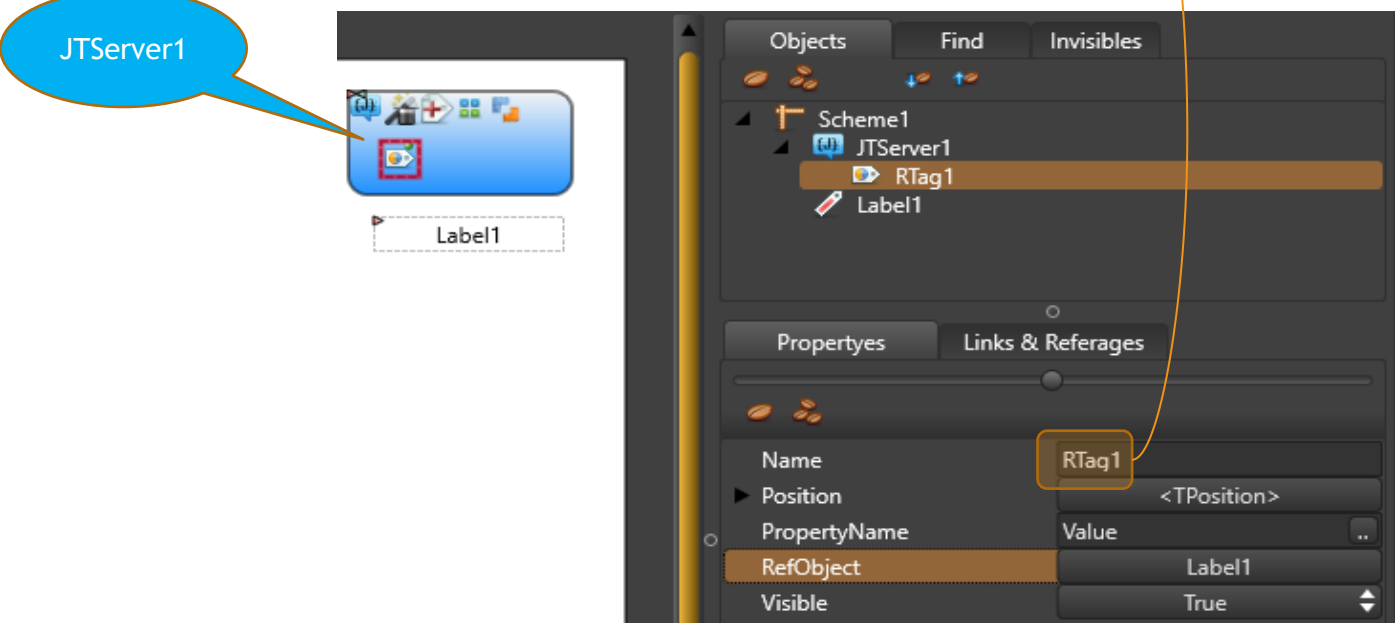 JTServer1
Label1
Objects Find Invisibles
Scheme1
JTServer1
RTag1
Label1
Propertyes Links & Referages
Name RTag1
Position <TPosition>
PropertyName Value ..
RefObject Label1
Visible True